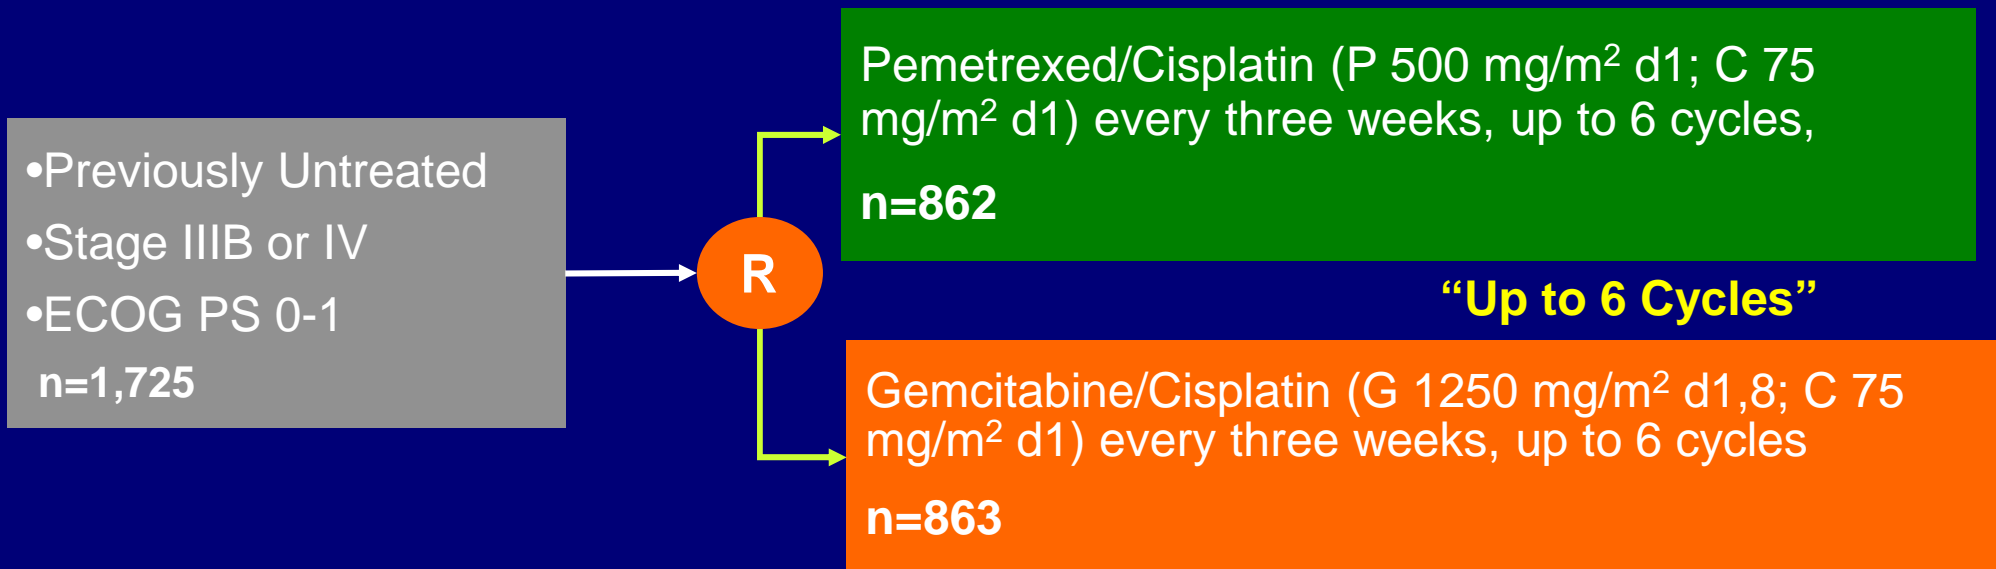 •Previously Untreated
•Stage IIIB or IV
•ECOG PS 0-1
n=1,725
R
Pemetrexed/Cisplatin (P 500 mg/m² d1; C 75
mg/m² d1) every three weeks, up to 6 cycles,
n=862
“Up to 6 Cycles”
Gemcitabine/Cisplatin (G 1250 mg/m² d1,8; C 75
mg/m² d1) every three weeks, up to 6 cycles
n=863